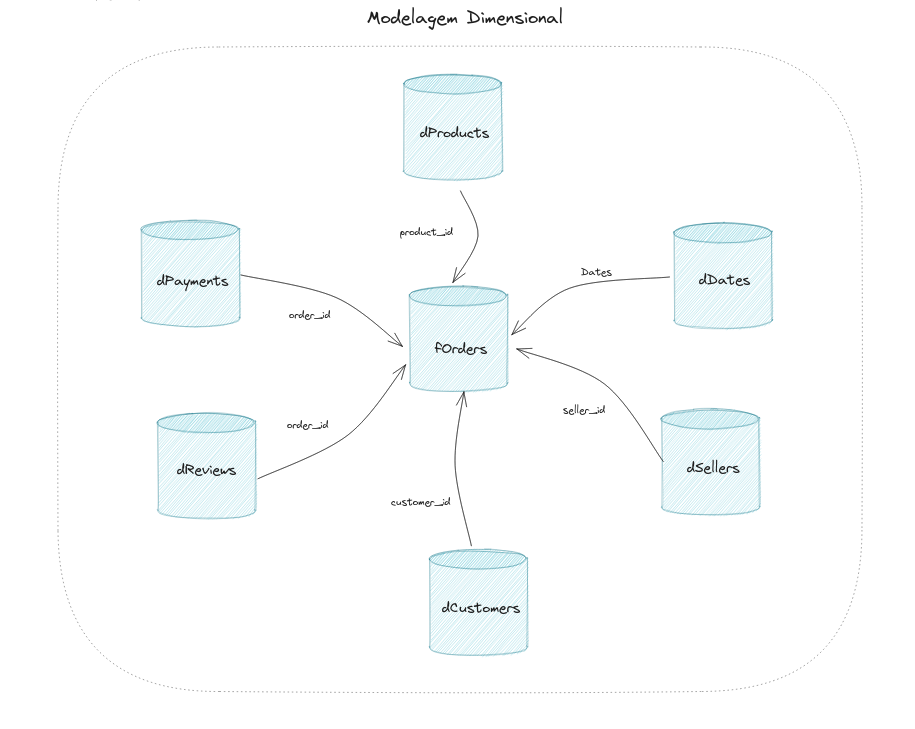 Modelagem Dimensional
dProducts
product_id
dPayments
dDates
Dates
order_id
fOrders
seller_id
order_id
dReviews
dSellers
customer_id
dCustomers